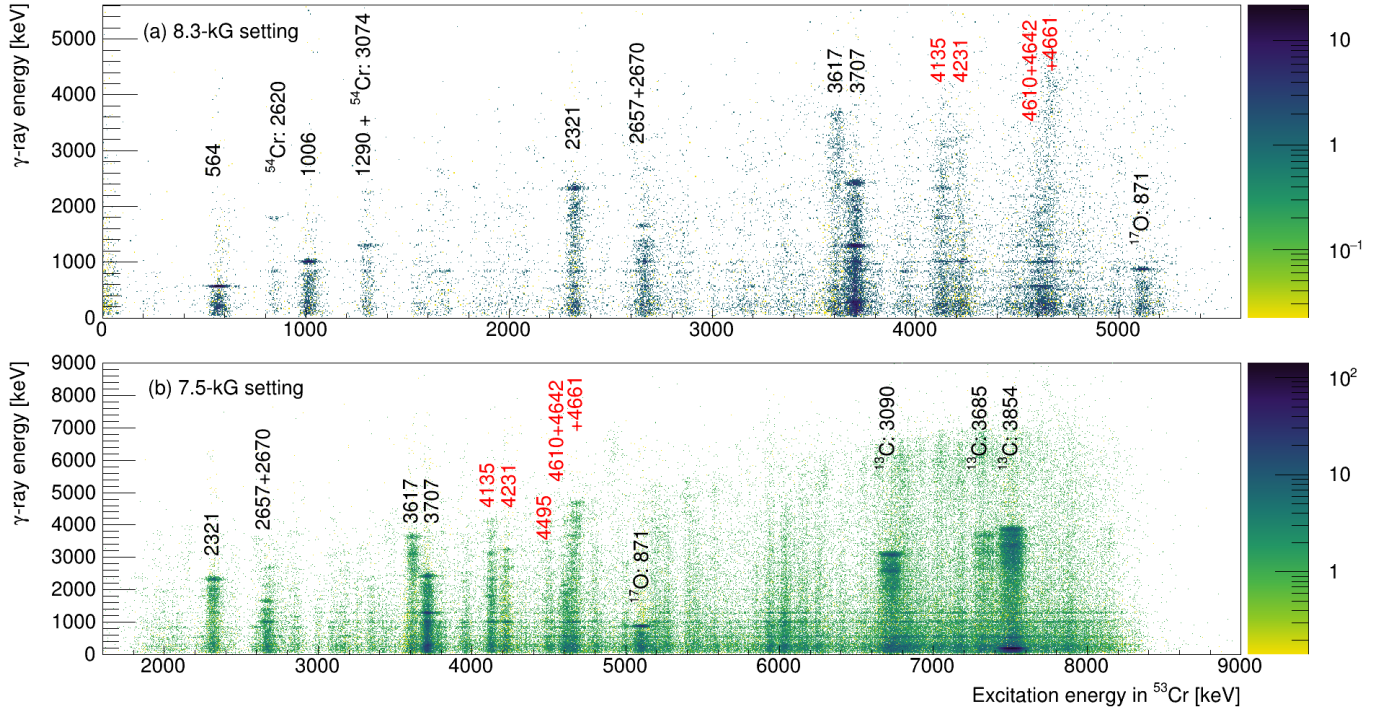 (a) 8.3-kG setting
γ-ray energy [keV]
5000
4000
3000
2000
1000
0
564
⁵⁴Cr: 2620
1006
1290 + ⁵⁴Cr: 3074
2321
2657+2670
3617
3707
4135
4231
4610+4642
+4661
¹⁷O: 871
0 1000 2000 3000 4000 5000
10
1
10⁻¹
(b) 7.5-kG setting
γ-ray energy [keV]
9000
8000
7000
6000
5000
4000
3000
2000
1000
0
2321
2657+2670
3617
3707
4135
4231
4495
4610+4642
+4661
¹⁷O: 871
¹³C: 3090
¹³C: 3685
¹³C: 3854
2000 3000 4000 5000 6000 7000 8000 9000
Excitation energy in ⁵³Cr [keV]
10²
10
1